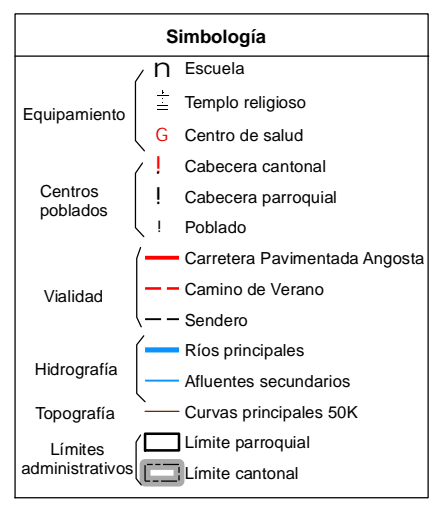 Simbología
Equipamiento
n Escuela
Templo religioso
G Centro de salud
Centros
poblados
! Cabecera cantonal
! Cabecera parroquial
! Poblado
Vialidad
Carretera Pavimentada Angosta
Camino de Verano
Sendero
Hidrografía
Ríos principales
Afluentes secundarios
Topografía
Curvas principales 50K
Límites
administrativos
Límite parroquial
Límite cantonal